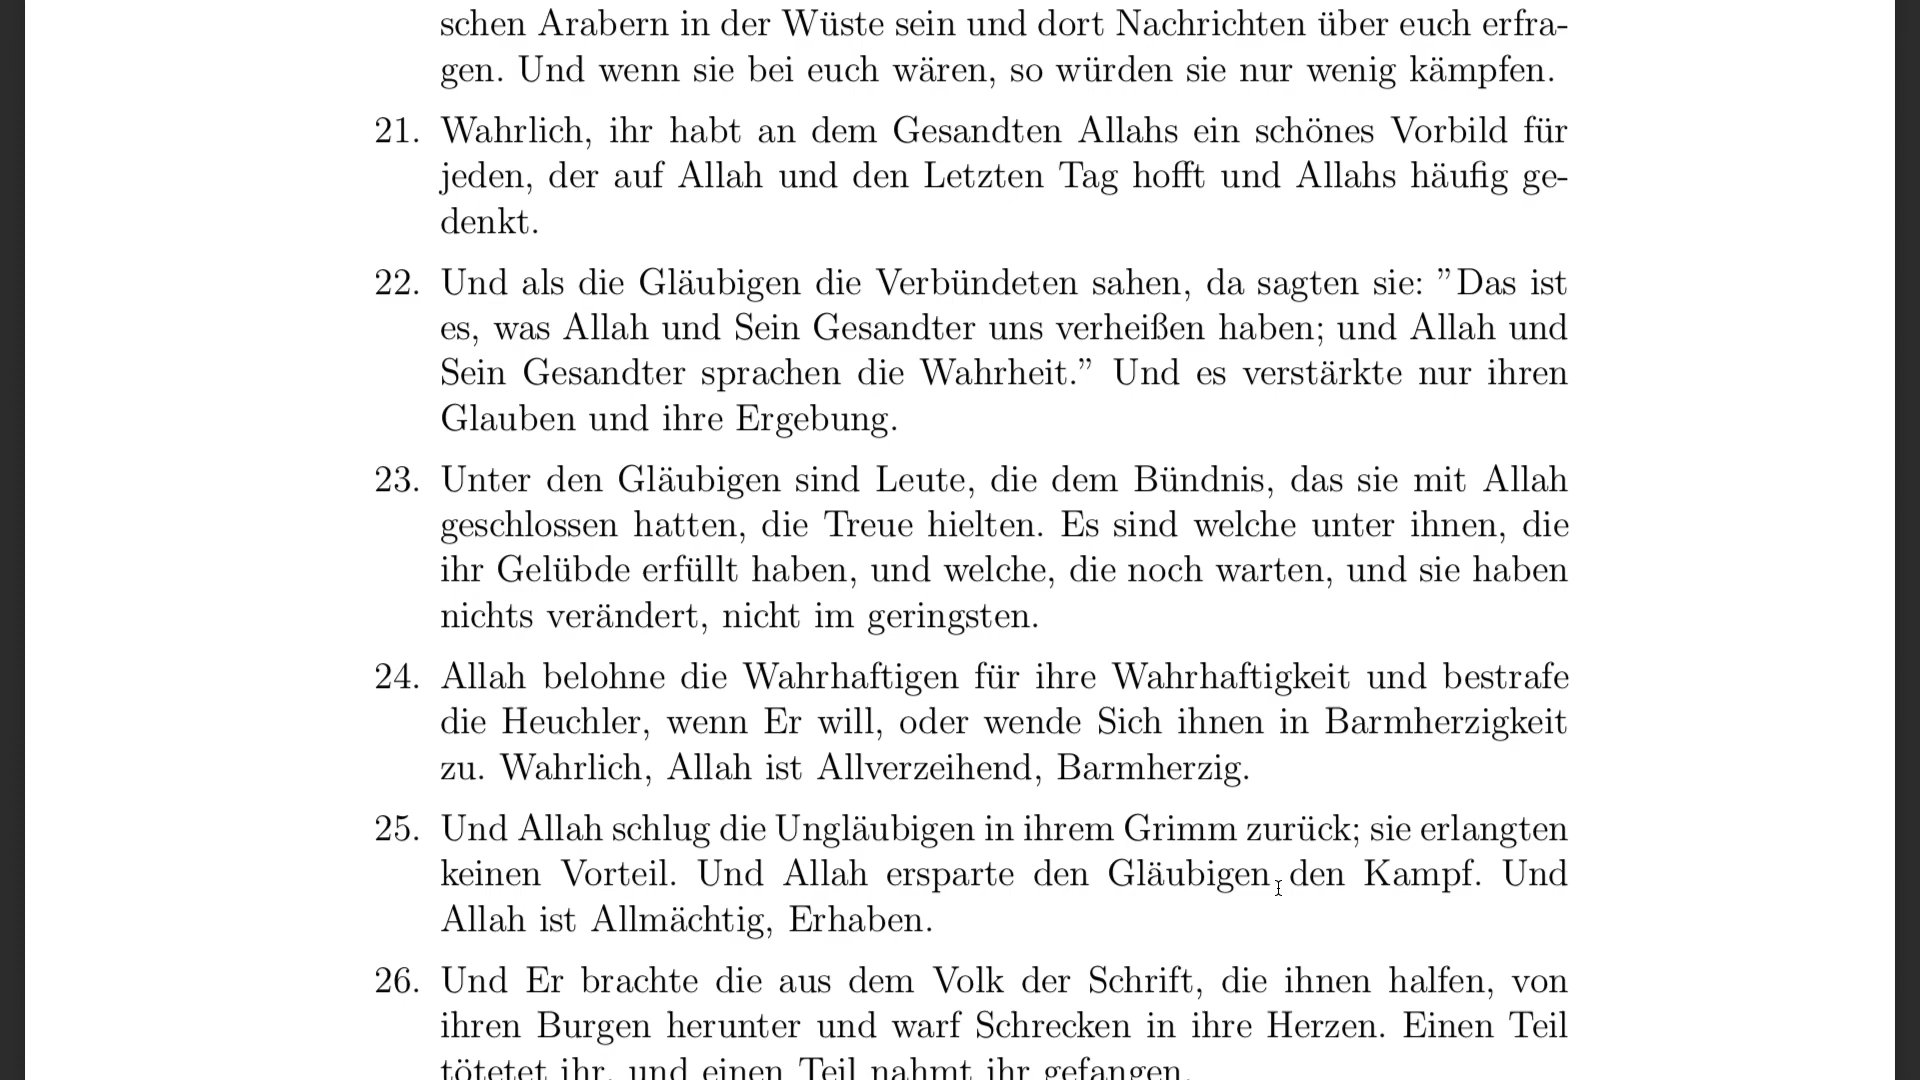 schen Arabern in der Wüste sein und dort Nachrichten über euch erfra-
gen. Und wenn sie bei euch wären, so würden sie nur wenig kämpfen.
21. Wahrlich, ihr habt an dem Gesandten Allahs ein schönes Vorbild für
jeden, der auf Allah und den Letzten Tag hofft und Allahs häufig ge-
denkt.
22. Und als die Gläubigen die Verbündeten sahen, da sagten sie: ”Das ist
es, was Allah und Sein Gesandter uns verheißen haben; und Allah und
Sein Gesandter sprachen die Wahrheit.” Und es verstärkte nur ihren
Glauben und ihre Ergebung.
23. Unter den Gläubigen sind Leute, die dem Bündnis, das sie mit Allah
geschlossen hatten, die Treue hielten. Es sind welche unter ihnen, die
ihr Gelübde erfüllt haben, und welche, die noch warten, und sie haben
nichts verändert, nicht im geringsten.
24. Allah belohne die Wahrhaftigen für ihre Wahrhaftigkeit und bestrafe
die Heuchler, wenn Er will, oder wende Sich ihnen in Barmherzigkeit
zu. Wahrlich, Allah ist Allverzeihend, Barmherzig.
25. Und Allah schlug die Ungläubigen in ihrem Grimm zurück; sie erlangten
keinen Vorteil. Und Allah ersparte den Gläubigen den Kampf. Und
Allah ist Allmächtig, Erhaben.
26. Und Er brachte die aus dem Volk der Schrift, die ihnen halfen, von
ihren Burgen herunter und warf Schrecken in ihre Herzen. Einen Teil
tötetet ihr, und einen Teil nahmt ihr gefangen.